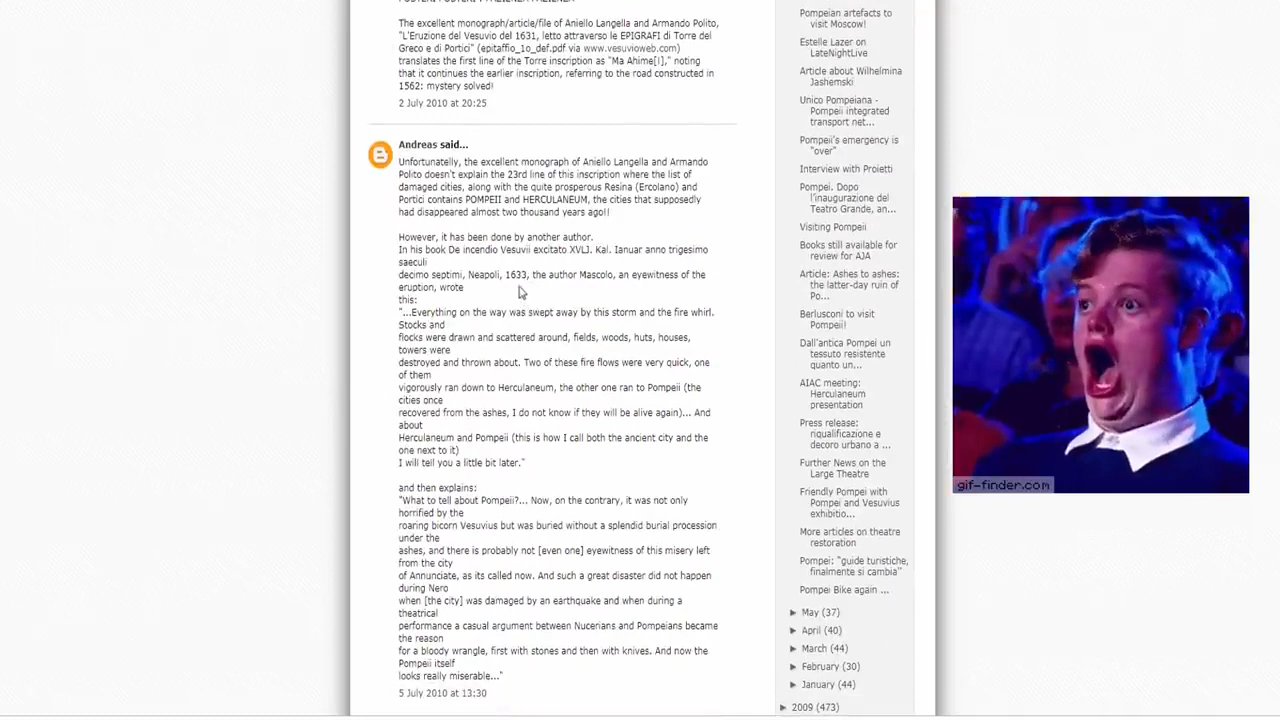 The excellent monograph/article/file of Aniello Langella and Armando Polito,
"L'Eruzione del Vesuvio del 1631, letto attraverso le EPIGRAFI di Torre del
Greco e di Portici" (epitaffio_1o_def.pdf via www.vesuvioweb.com)
translates the first line of the Torre inscription as "Ma Ahime[|]," noting
that it continues the earlier inscription, referring to the road constructed in
1562: mystery solved!
2 July 2010 at 20:25
Andreas said...
Unfortunatelly, the excellent monograph of Aniello Langella and Armando
Polito doesn't explain the 23rd line of this inscription where the list of
damaged cities, along with the quite prosperous Resina (Ercolano) and
Portici contains POMPEII and HERCULANEUM, the cities that supposedly
had disappeared almost two thousand years ago!!
However, it has been done by another author.
In his book De incendio Vesuvii excitato XVLJ. Kal. Ianuar anno trigesimo
saeculi
decimo septimi, Neapoli, 1633, the author Mascolo, an eyewitness of the
eruption, wrote
this:
"...Everything on the way was swept away by this storm and the fire whirl.
Stocks and
flocks were drawn and scattered around, fields, woods, huts, houses,
towers were
destroyed and thrown about. Two of these fire flows were very quick, one
of them
vigorously ran down to Herculaneum, the other one ran to Pompeii (the
cities once
recovered from the ashes, I do not know if they will be alive again)... And
about
Herculaneum and Pompeii (this is how I call both the ancient city and the
one next to it)
I will tell you a little bit later."
and then explains:
"What to tell about Pompeii?... Now, on the contrary, it was not only
horrified by the
roaring bicorn Vesuvius but was buried without a splendid burial procession
under the
ashes, and there is probably not [even one] eyewitness of this misery left
from the city
of Annunciate, as its called now. And such a great disaster did not happen
during Nero
when [the city] was damaged by an earthquake and when during a
theatrical
performance a casual argument between Nucerians and Pompeians became
the reason
for a bloody wrangle, first with stones and then with knives. And now the
Pompeii itself
looks really miserable..."
5 July 2010 at 13:30
Pompeian artefacts to
visit Moscow!
Estelle Lazer on
LateNightLive
Article about Wilhelmina
Jashemski
Unico Pompeiana -
Pompeii integrated
transport net...
Pompeii's emergency is
"over"
Interview with Proietti
Pompei. Dopo
l'inaugurazione del
Teatro Grande, an...
Visiting Pompeii
Books still available for
review for AJA
Article: Ashes to ashes:
the latter-day ruin of
Po...
Berlusconi to visit
Pompeii!
Dall'antica Pompei un
tessuto resistente
quanto un...
AIAC meeting:
Herculaneum
presentation
Press release:
riqualificazione e
decoro urbano a ...
Further News on the
Large Theatre
Friendly Pompei with
Pompei and Vesuvius
exhibitio...
More articles on theatre
restoration
Pompei: "guide turistiche,
finalmente si cambia"
Pompei Bike again ...
► May (37)
► April (40)
► March (44)
► February (30)
► January (44)
► 2009 (473)
gif-finder.com